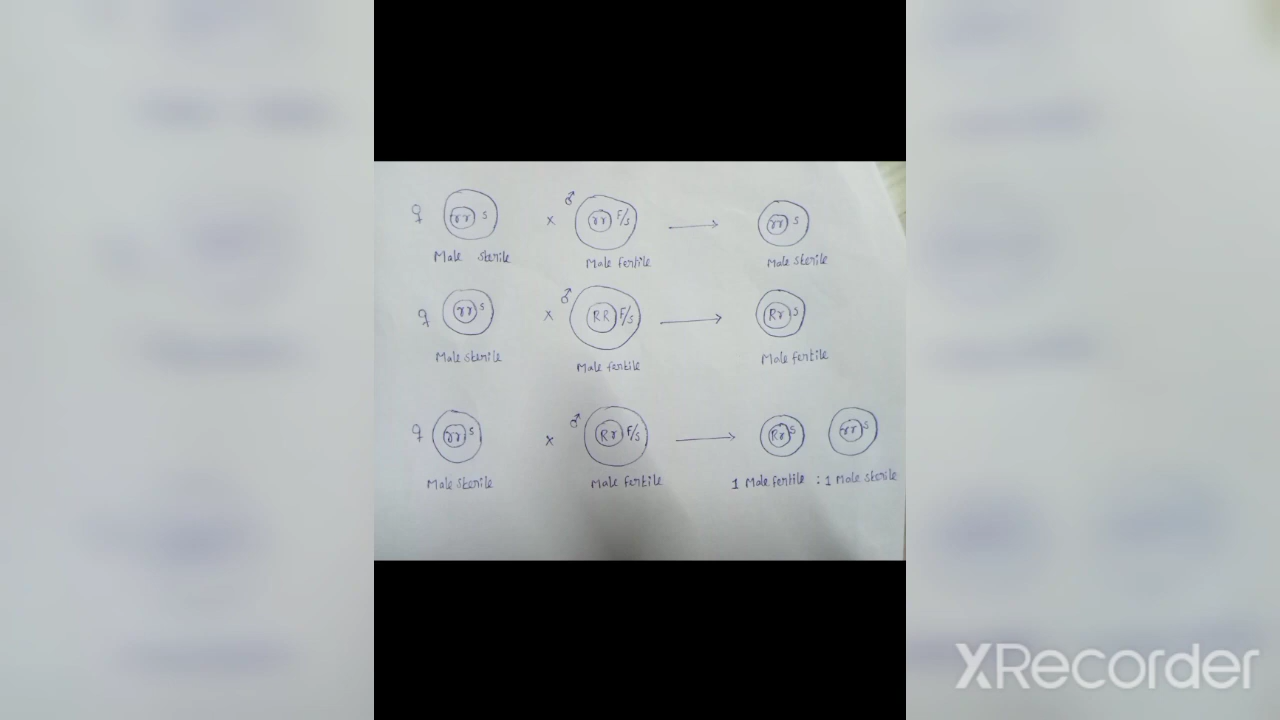 ♀ rr S × ♂ rr F/S → rr S
Male sterile Male fertile Male sterile
♀ rr S × ♂ RR F/S → Rr S
Male sterile Male fertile Male fertile
♀ rr S × ♂ Rr F/S → Rr S rr S
Male sterile Male fertile 1 Male fertile : 1 Male sterile
XRecorder